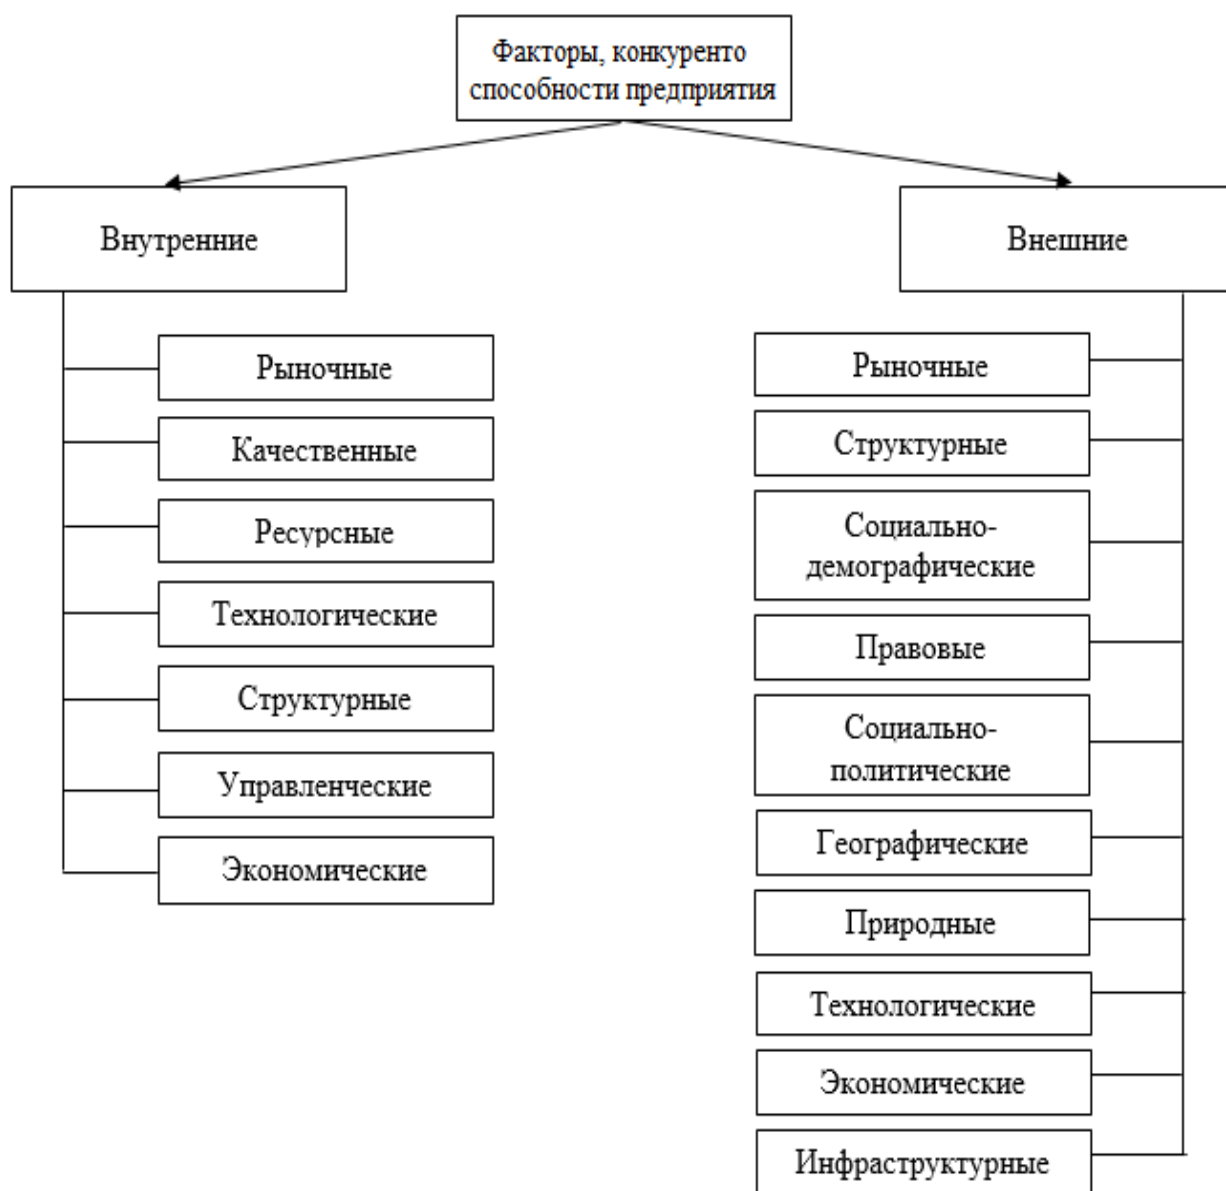 Факторы, конкуренто
способности предприятия
Внутренние
Рыночные
Качественные
Ресурсные
Технологические
Структурные
Управленческие
Экономические
Внешние
Рыночные
Структурные
Социально-
демографические
Правовые
Социально-
политические
Географические
Природные
Технологические
Экономические
Инфраструктурные